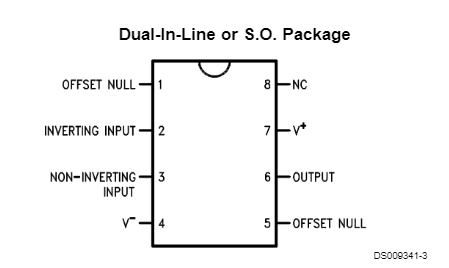 Dual-In-Line or S.O. Package
OFFSET NULL 1
8 NC
INVERTING INPUT 2
7 V+
NON-INVERTING 3
INPUT
6 OUTPUT
V- 4
5 OFFSET NULL
DS009341-3